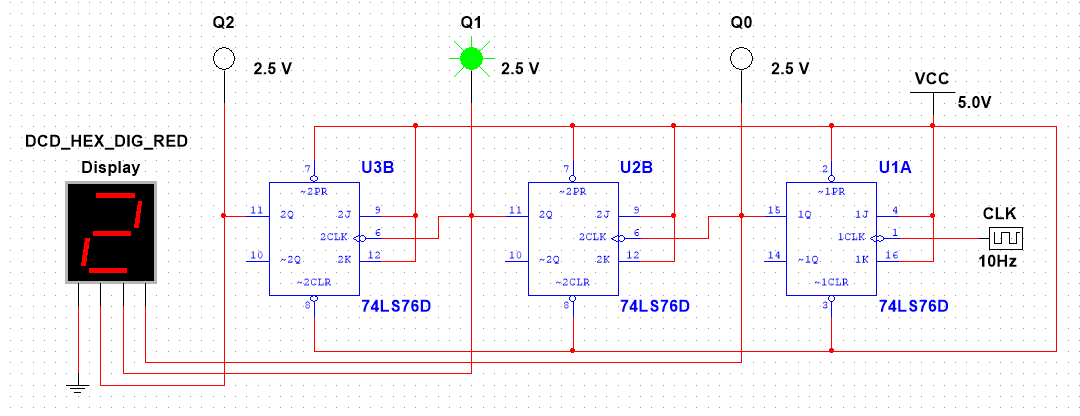 Q2 Q1 Q0
2.5 V 2.5 V 2.5 V
VCC
5.0V
DCD_HEX_DIG_RED
Display
U3B U2B U1A
7 7 2
~2PR ~2PR ~1PR
11 2Q 2J 9 11 2Q 2J 9 15 1Q 1J 4
2CLK 6 2CLK 6 1CLK 1
10 ~2Q 2K 12 10 ~2Q 2K 12 14 ~1Q 1K 16
~2CLR ~2CLR ~1CLR
8 8 3
74LS76D 74LS76D 74LS76D
CLK
10Hz
2